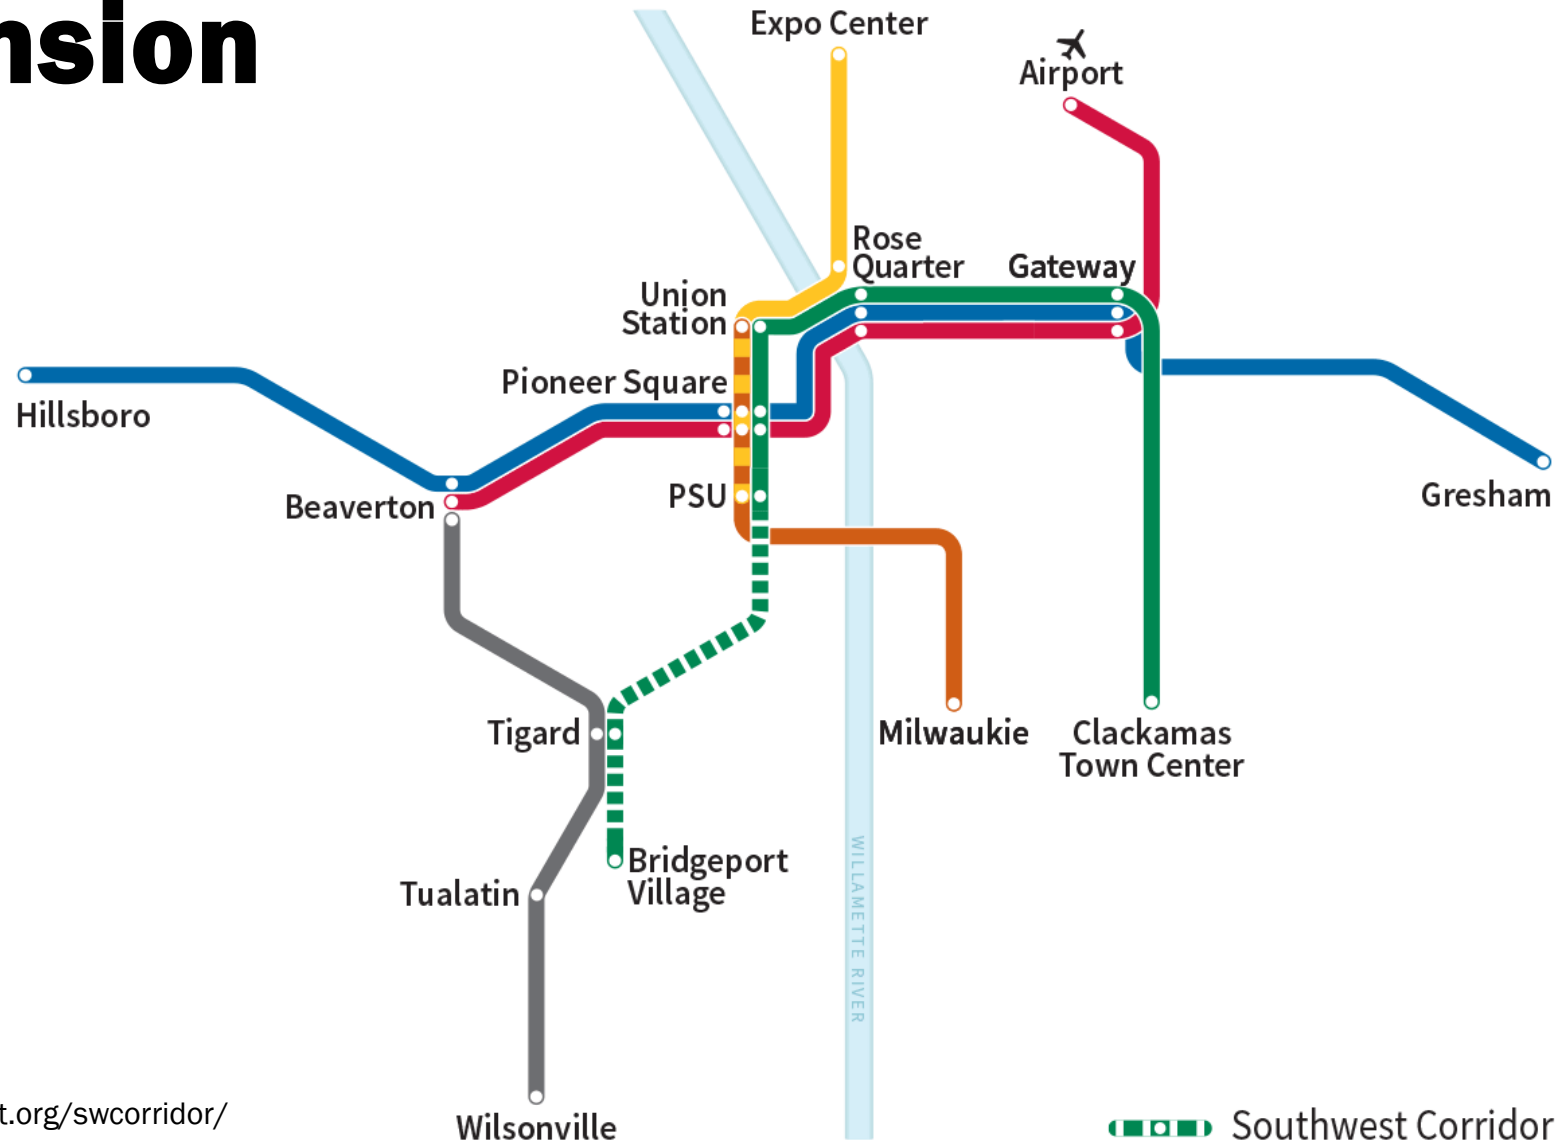 nsion
Expo Center
Airport
Rose
Quarter
Gateway
Union
Station
Pioneer Square
Hillsboro
Beaverton
PSU
Gresham
Tigard
Milwaukie
Clackamas
Town Center
Bridgeport
Village
Tualatin
WILLAMETTE RIVER
Wilsonville
t.org/swcorridor/
Southwest Corridor